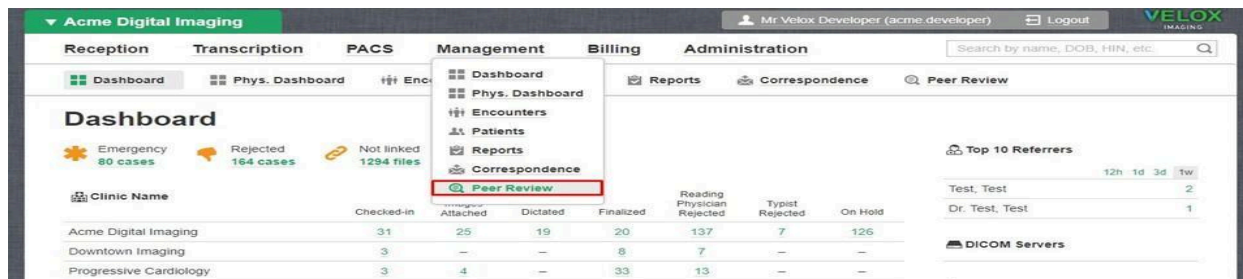 Acme Digital Imaging
Mr Velox Developer (acme.developer)
Logout
VELOX
IMAGING
Reception Transcription PACS Management Billing Administration
Search by name, DOB, HIN, etc.
Dashboard Phys. Dashboard Reports Correspondence Peer Review
Dashboard
Phys. Dashboard
Encounters
Patients
Reports
Correspondence
Peer Review
Dashboard
Emergency
80 cases
Rejected
164 cases
Not linked
1294 files
Top 10 Referrers
12h 1d 3d 1w
Test, Test 2
Dr. Test, Test 1
DICOM Servers
Clinic Name
Checked-in
Attached
Dictated
Finalized
Reading
Physician
Rejected
Typist
Rejected
On Hold
Acme Digital Imaging 31 25 19 20 137 7 126
Downtown Imaging 3 – – 8 7 – –
Progressive Cardiology 3 4 – 33 13 – –